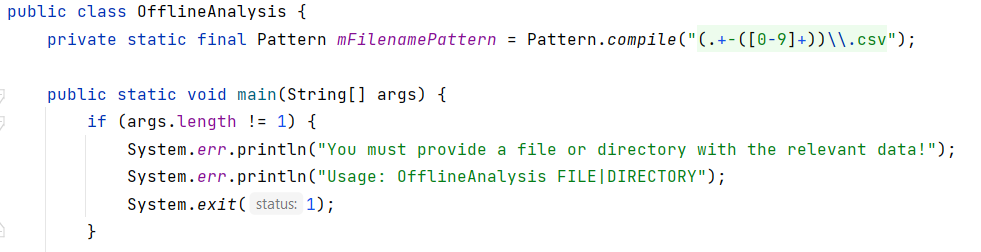 public class OfflineAnalysis {
    private static final Pattern mFilenamePattern = Pattern.compile("(.+-([0-9]+))\\.csv");
    public static void main(String[] args) {
        if (args.length != 1) {
            System.err.println("You must provide a file or directory with the relevant data!");
            System.err.println("Usage: OfflineAnalysis FILE|DIRECTORY");
            System.exit( status: 1);
        }